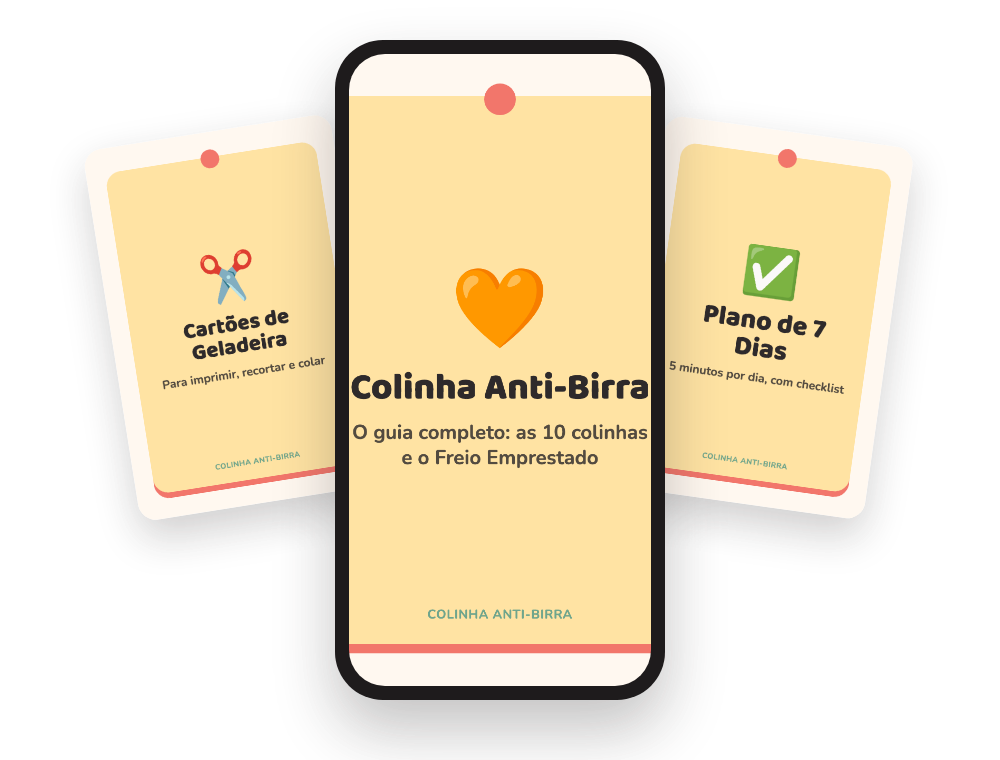 Cartões de
Geladeira
Para imprimir, recortar e colar
COLINHA ANTI-BIRRA
Colinha Anti-Birra
O guia completo: as 10 colinhas
e o Freio Emprestado
COLINHA ANTI-BIRRA
Plano de 7
Dias
5 minutos por dia, com checklist
COLINHA ANTI-BIRRA